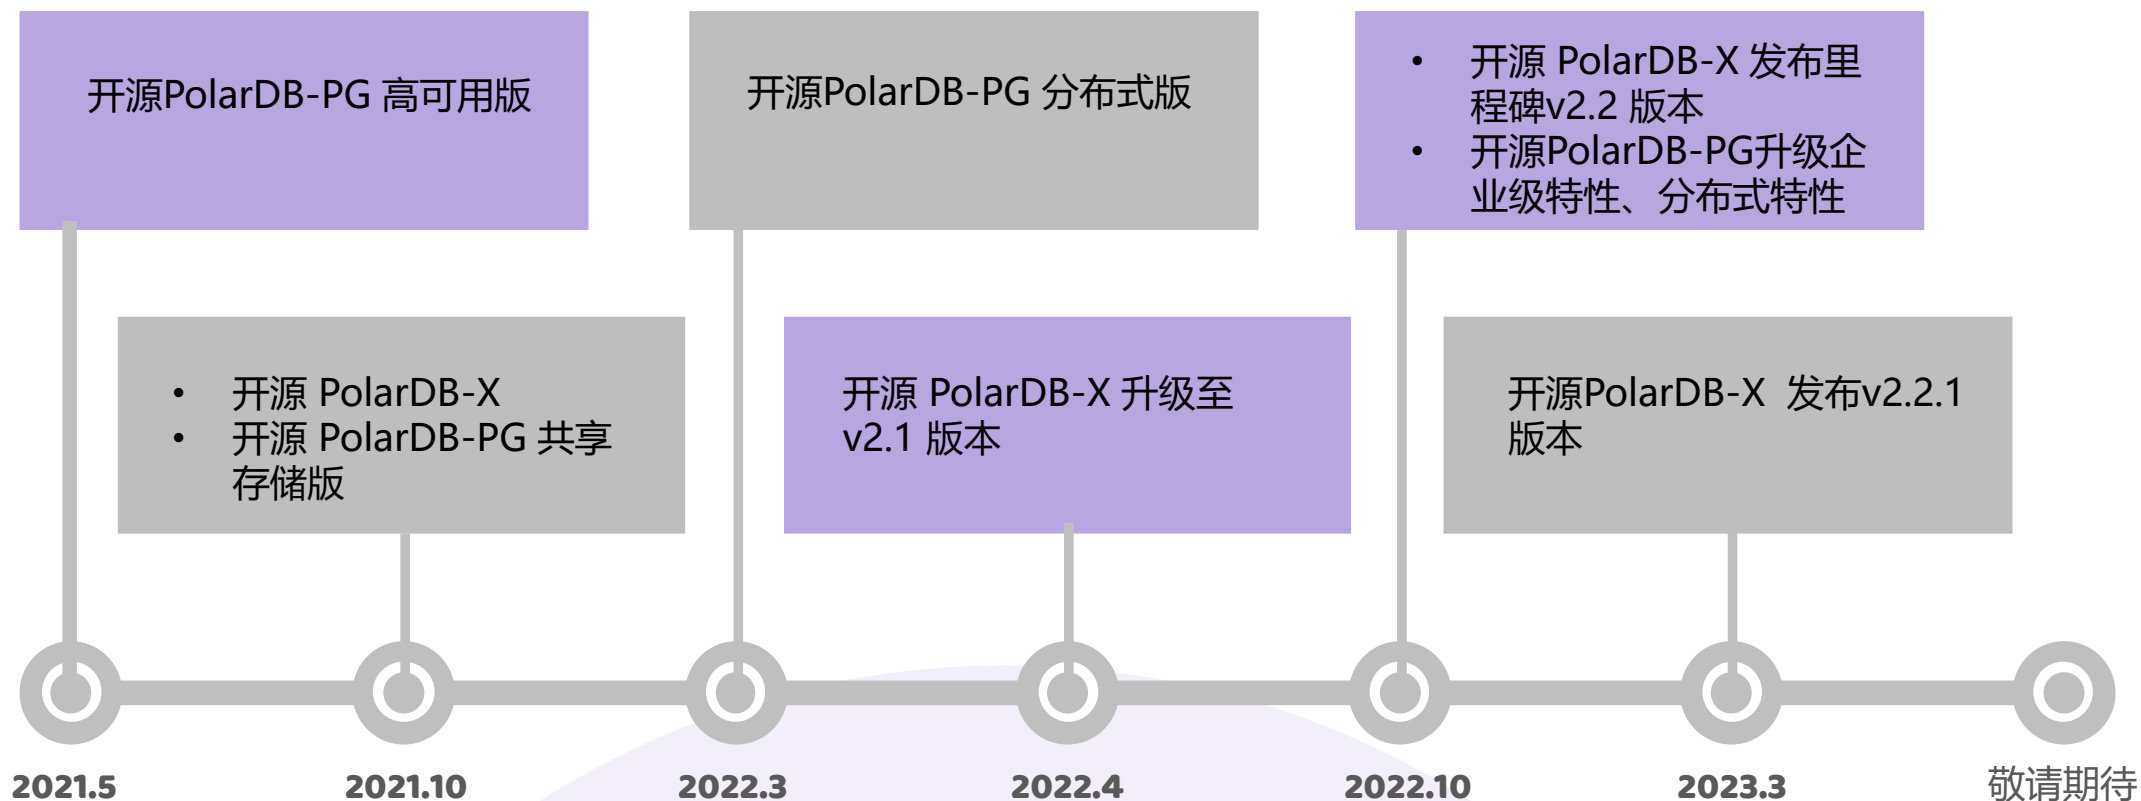 开源PolarDB-PG 高可用版
开源PolarDB-PG 分布式版
• 开源 PolarDB-X 发布里
程碑v2.2 版本
• 开源PolarDB-PG升级企
业级特性、分布式特性
• 开源 PolarDB-X
• 开源 PolarDB-PG 共享
存储版
开源 PolarDB-X 升级至
v2.1 版本
开源PolarDB-X 发布v2.2.1
版本
2021.5
2021.10
2022.3
2022.4
2022.10
2023.3
敬请期待